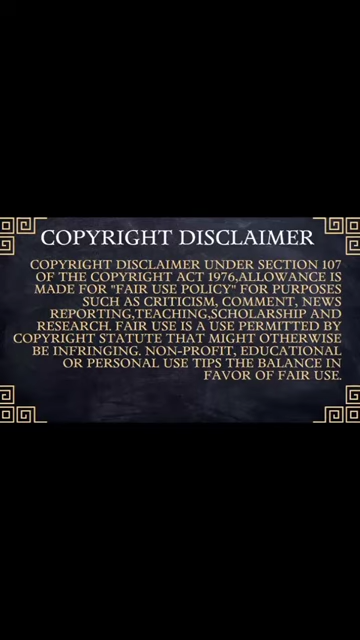 COPYRIGHT DISCLAIMER
COPYRIGHT DISCLAIMER UNDER SECTION 107
OF THE COPYRIGHT ACT 1976,ALLOWANCE IS
MADE FOR "FAIR USE POLICY" FOR PURPOSES
SUCH AS CRITICISM, COMMENT, NEWS
REPORTING,TEACHING,SCHOLARSHIP AND
RESEARCH. FAIR USE IS A USE PERMITTED BY
COPYRIGHT STATUTE THAT MIGHT OTHERWISE
BE INFRINGING. NON-PROFIT, EDUCATIONAL
OR PERSONAL USE TIPS THE BALANCE IN
FAVOR OF FAIR USE.